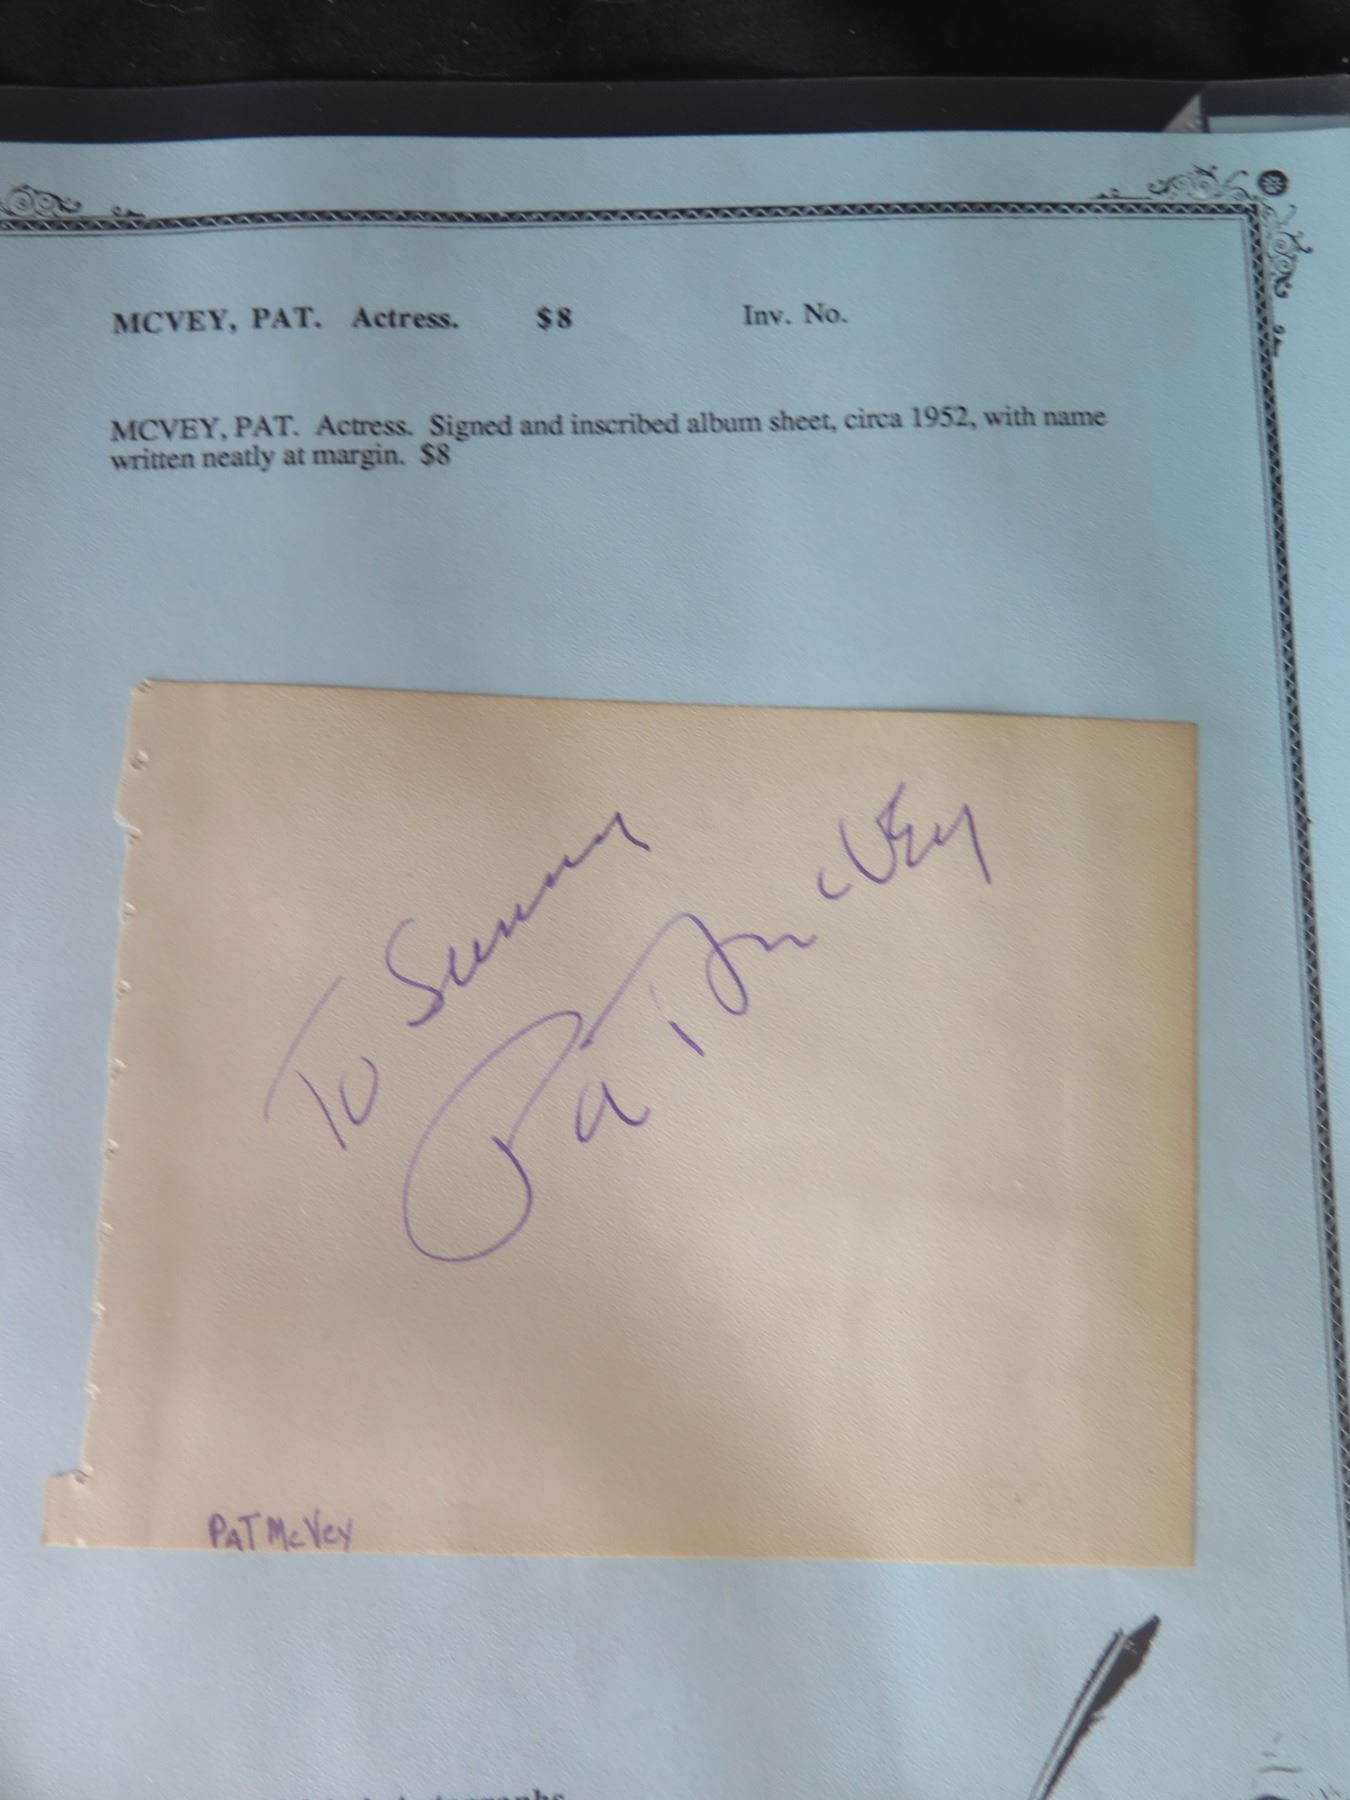 MCVEY, PAT. Actress. $8 Inv. No.
MCVEY, PAT. Actress. Signed and inscribed album sheet, circa 1952, with name
written neatly at margin. $8
To Sunny
Pat McVey
PAT McVey